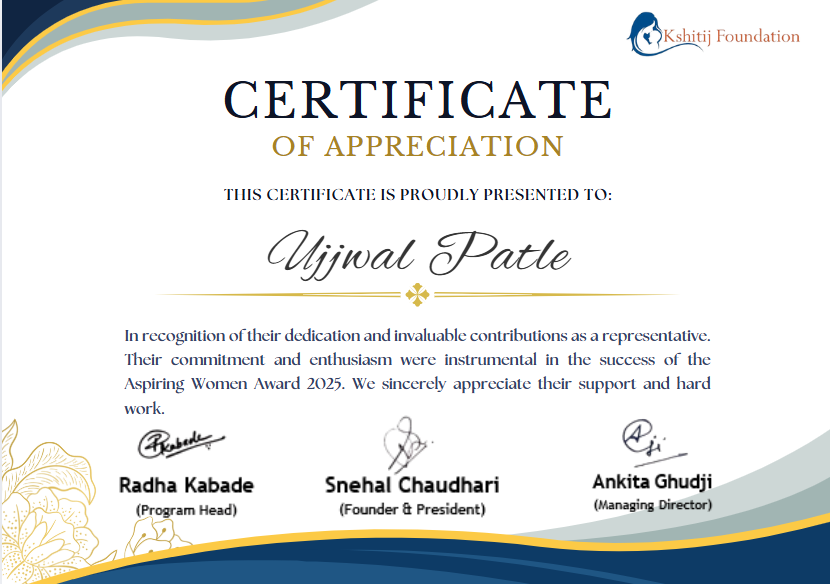 Kshitij Foundation
CERTIFICATE
OF APPRECIATION
THIS CERTIFICATE IS PROUDLY PRESENTED TO:
Ujjwal Patle
In recognition of their dedication and invaluable contributions as a representative.
Their commitment and enthusiasm were instrumental in the success of the
Aspiring Women Award 2025. We sincerely appreciate their support and hard
work.
Radha Kabade Snehal Chaudhari Ankita Ghudji
(Program Head) (Founder & President) (Managing Director)